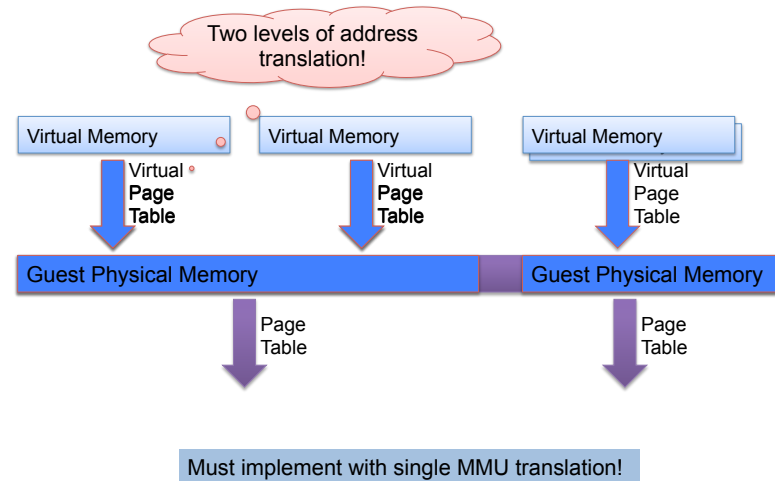 Two levels of address
translation!
Virtual Memory
Virtual Memory
Virtual Memory
Virtual
Page
Table
Virtual
Page
Table
Virtual
Page
Table
Guest Physical Memory
Guest Physical Memory
Page
Table
Page
Table
Must implement with single MMU translation!